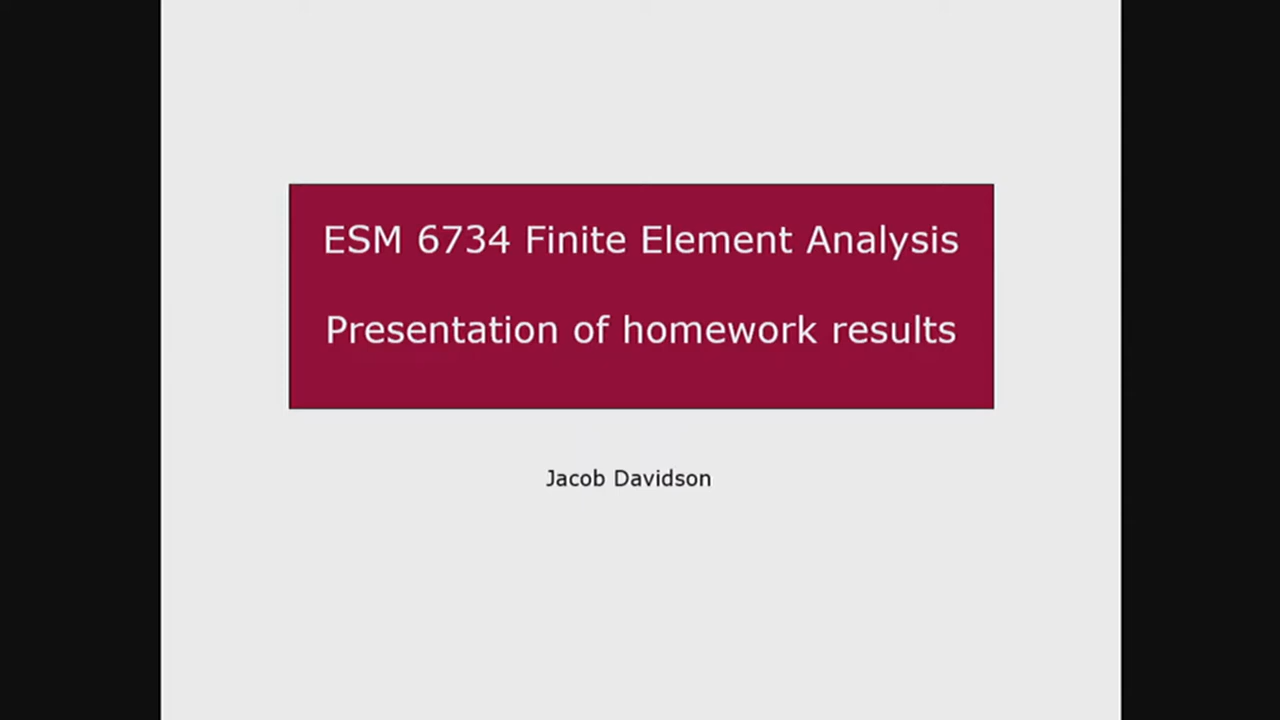 ESM 6734 Finite Element Analysis
Presentation of homework results
Jacob Davidson